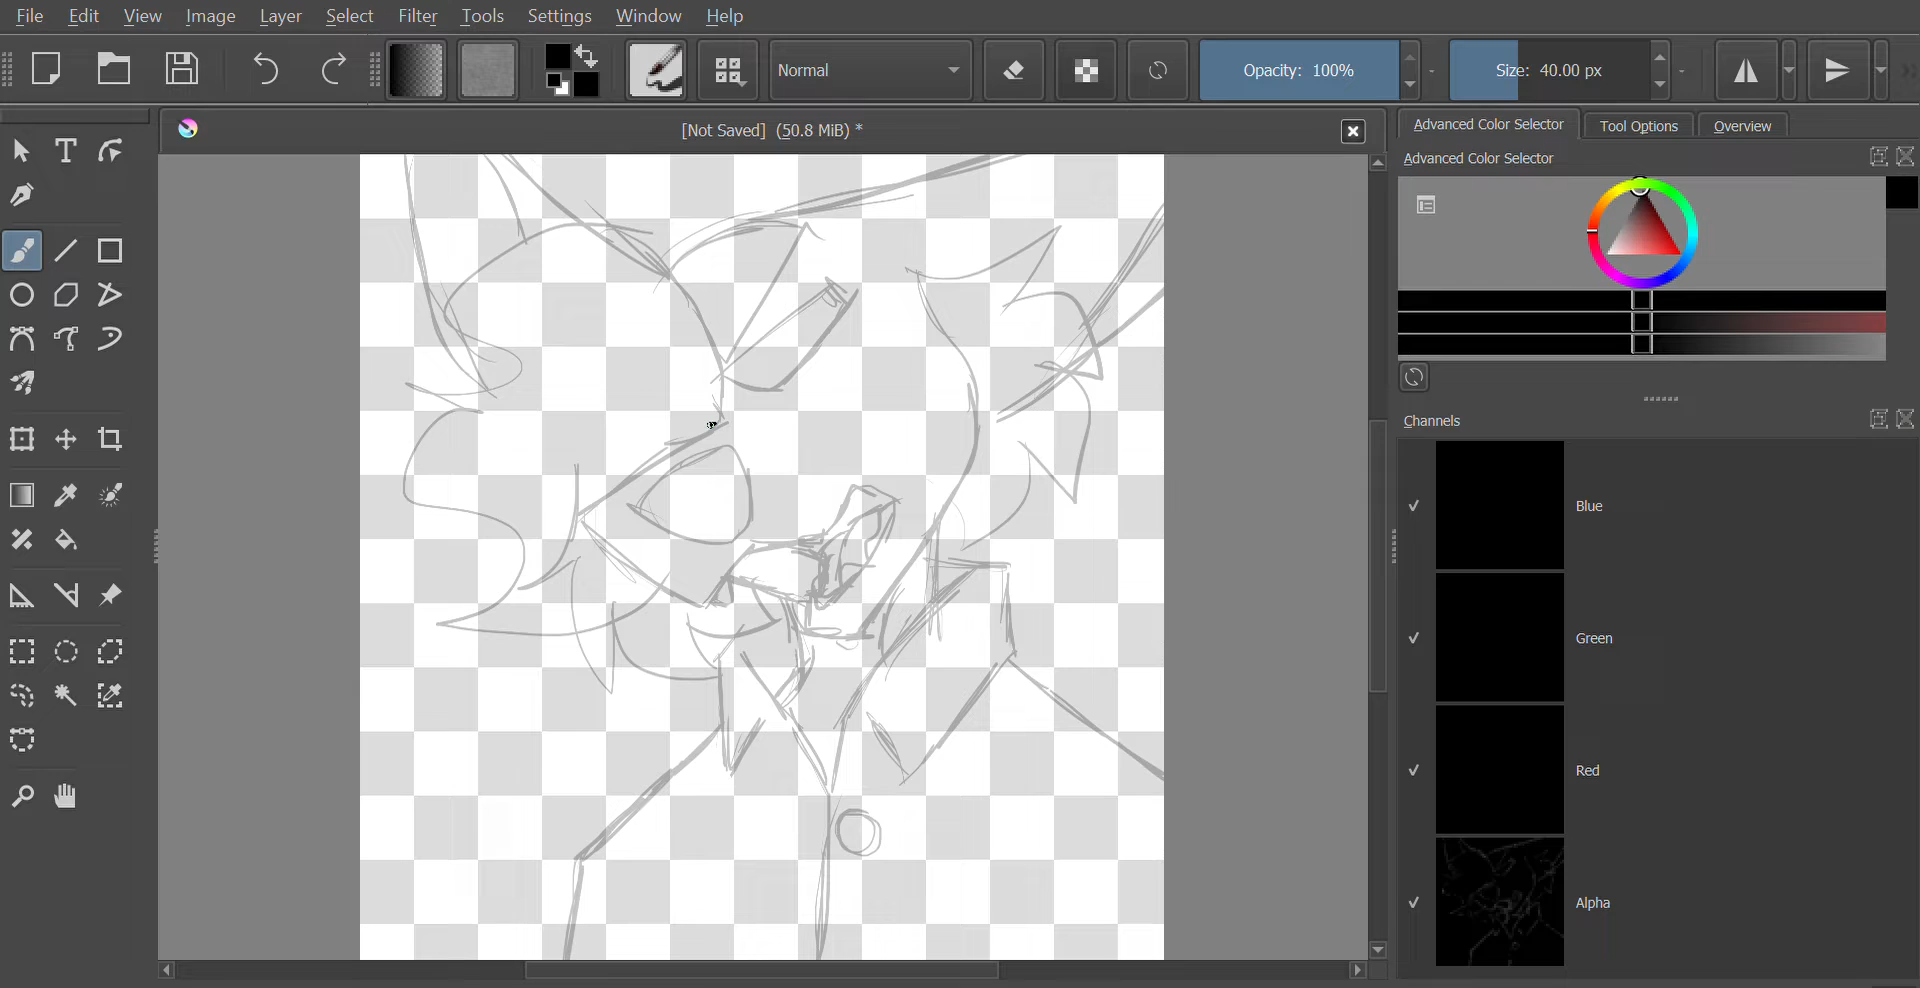 File Edit View Image Layer Select Filter Tools Settings Window Help
Normal Opacity: 100% Size: 40.00 px
[Not Saved] (50.8 MiB) *
Advanced Color Selector Tool Options Overview
Advanced Color Selector
Channels
Blue
Green
Red
Alpha